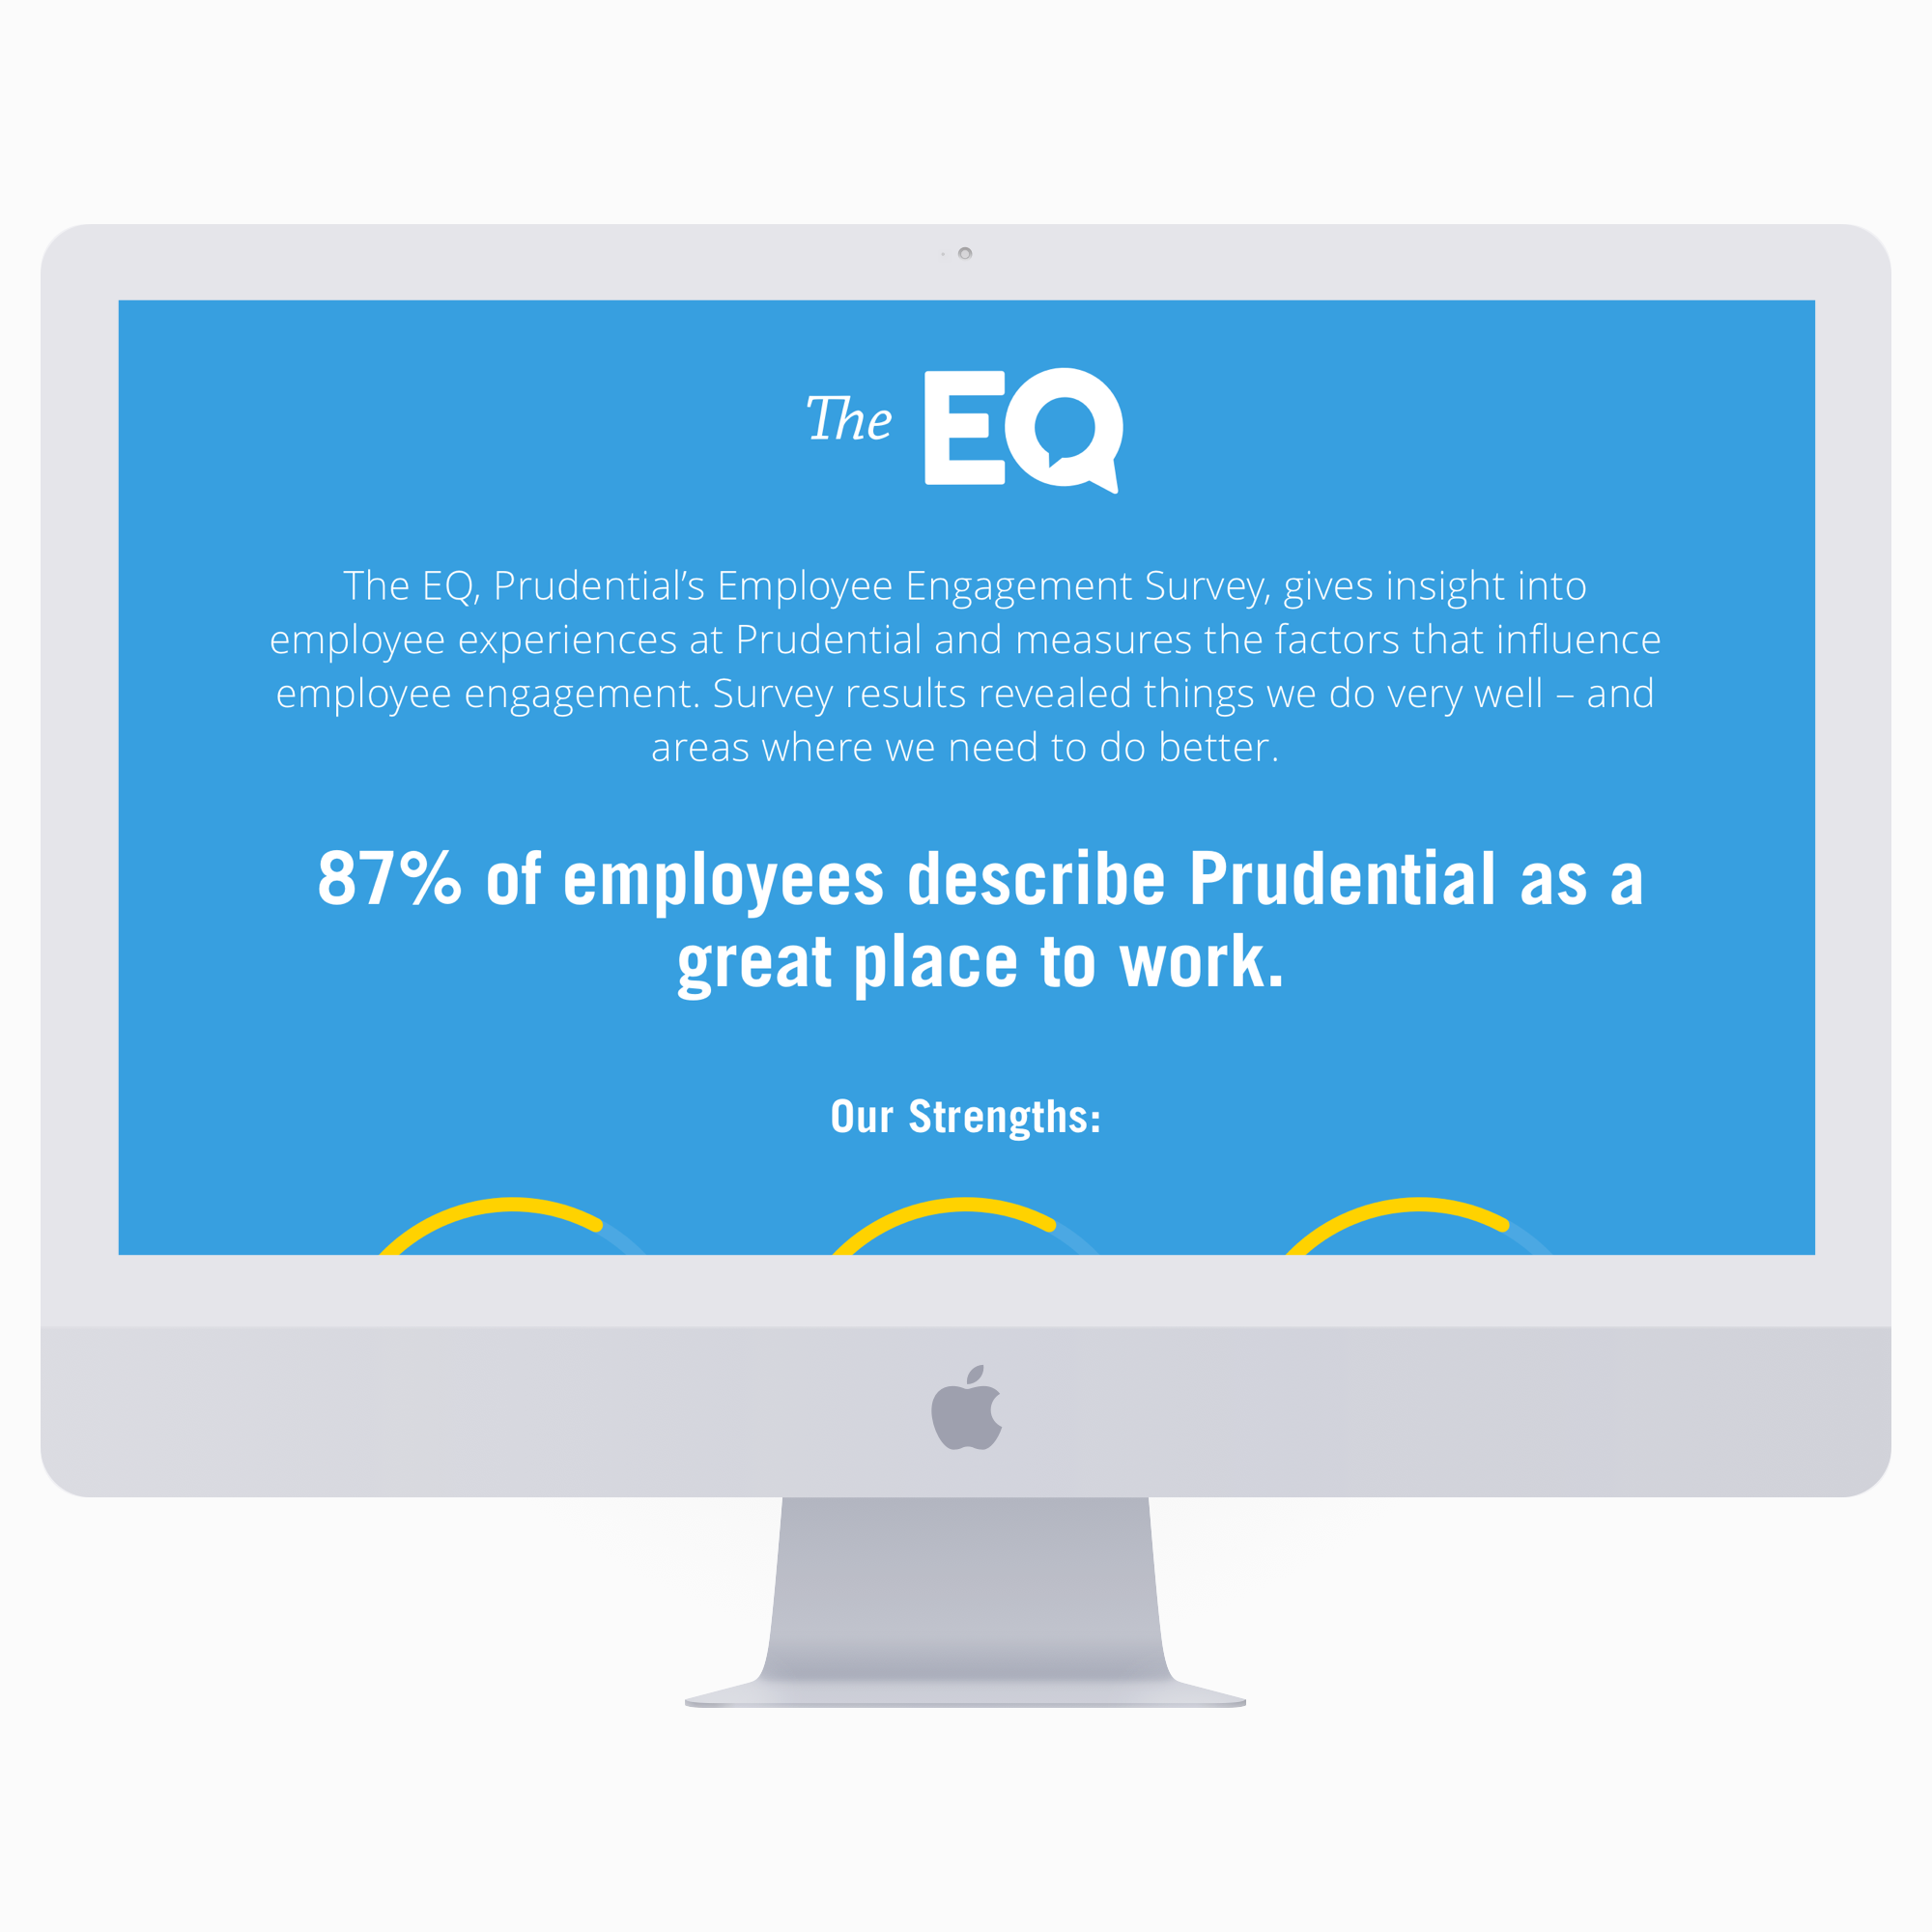 The EQ
The EQ, Prudential’s Employee Engagement Survey, gives insight into
employee experiences at Prudential and measures the factors that influence
employee engagement. Survey results revealed things we do very well – and
areas where we need to do better.
87% of employees describe Prudential as a
great place to work.
Our Strengths: